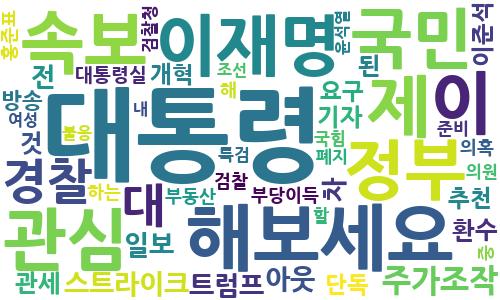 홍준표 속보 검찰청 이재명 윤석열 국민 이준석
전 대통령실 개혁 조선 된
방송 여성 것 불응 대통령 내 해 요구 기자 제 이 준비
경찰 특검 국힘 폐지 정부 의혹 의원
하는 대 부동산 검찰 부당이득 차 추천
관심 일보 해보세요 할 환수 중
관세 스트라이크 트럼프 아웃 단독 주가조작